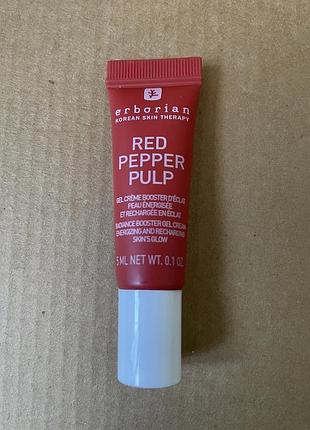 erborian
KOREAN SKIN THERAPY
RED
PEPPER
PULP
GEL CRÈME BOOSTER D'ÉCLAT
PEAU ÉNERGISÉE
ET RECHARGÉE EN ÉCLAT
RADIANCE BOOSTER GEL CREAM
ENERGIZING AND RECHARGING
SKIN'S GLOW
5 ML NET WT. 0.1 OZ.